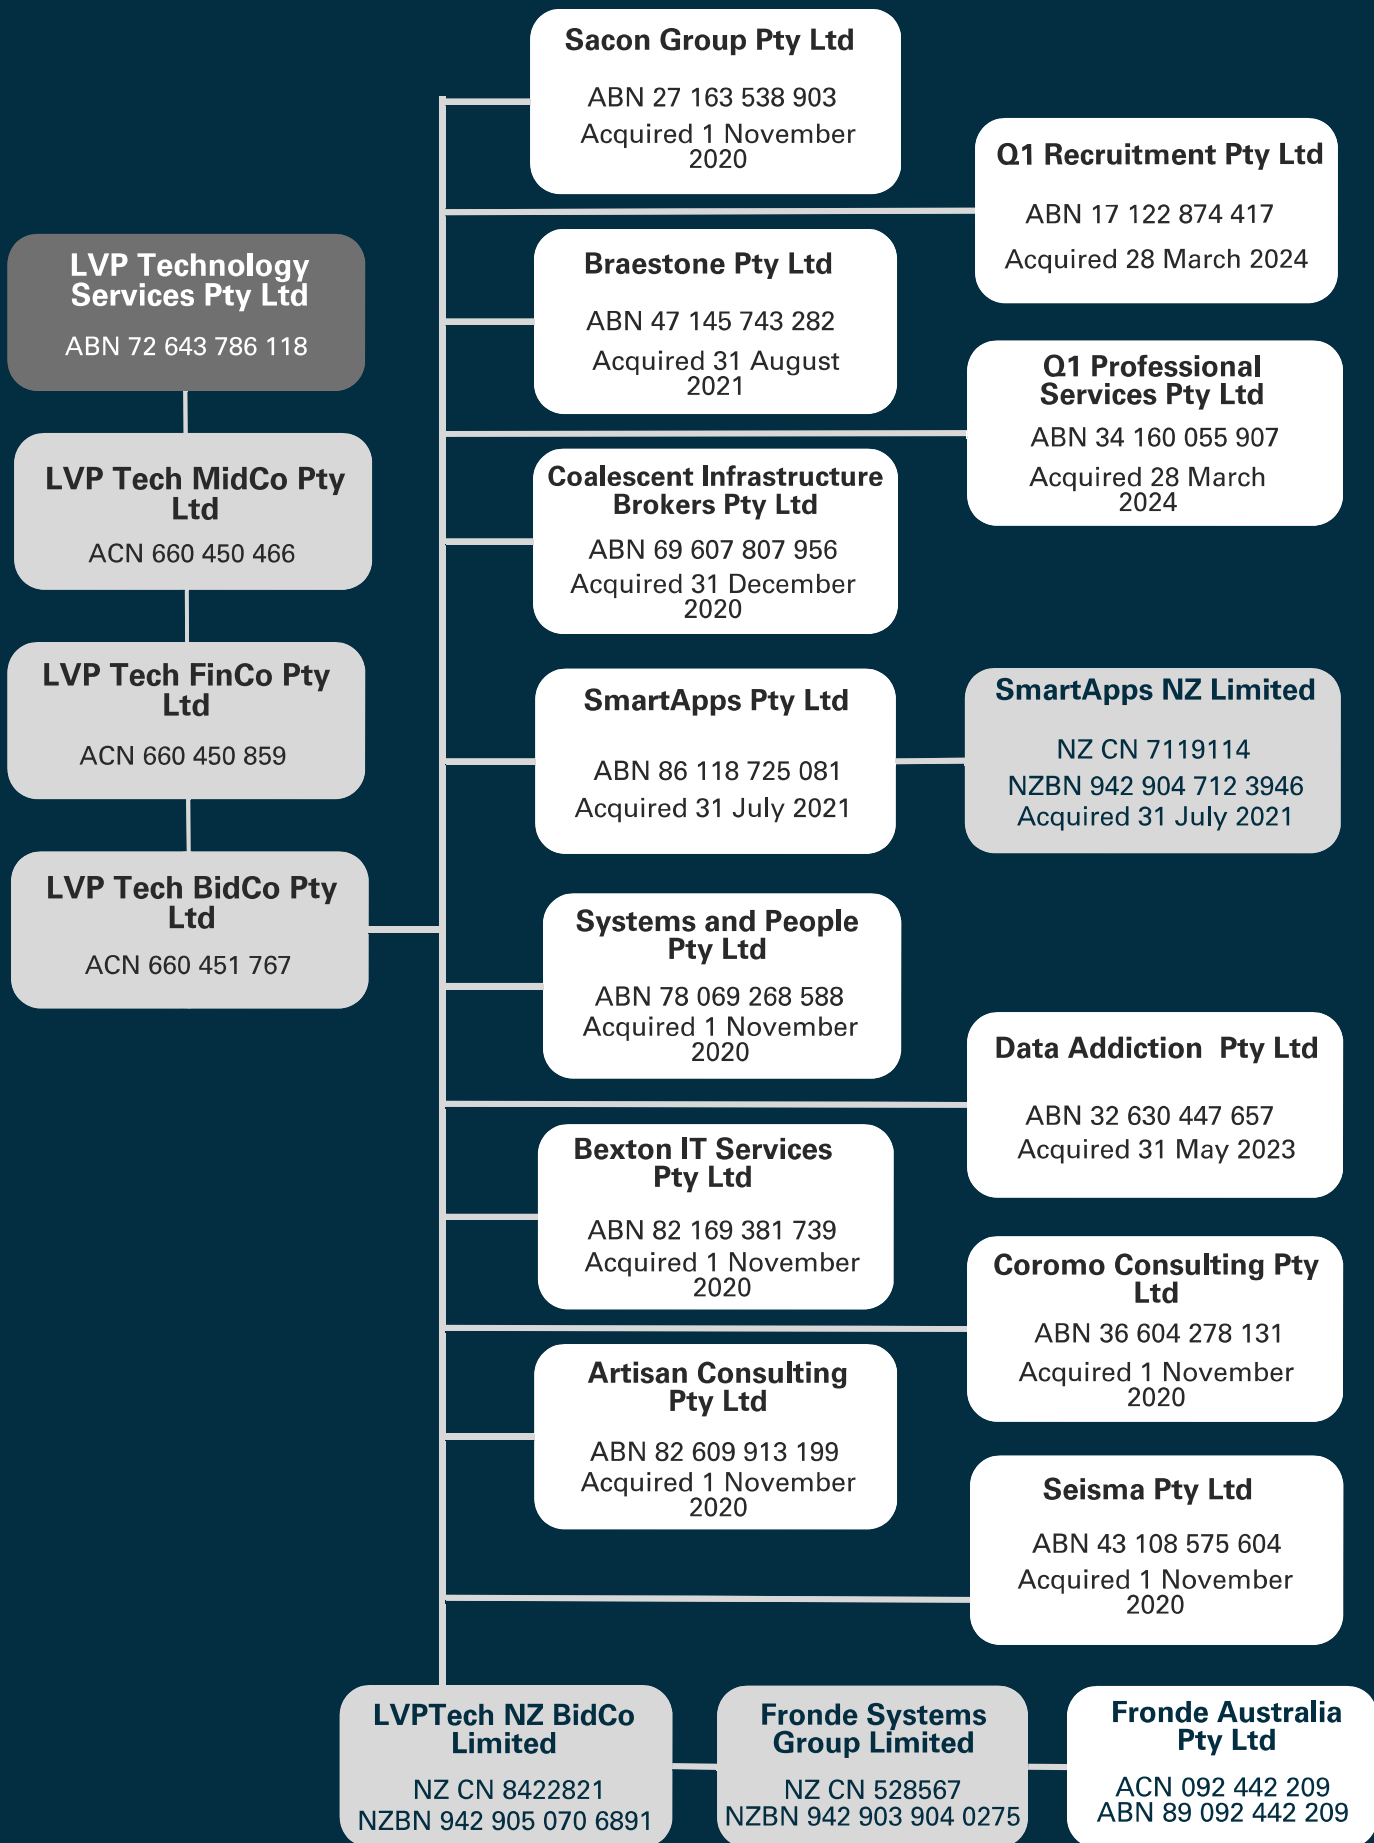 Sacon Group Pty Ltd
ABN 27 163 538 903
Acquired 1 November
2020
Q1 Recruitment Pty Ltd
ABN 17 122 874 417
Acquired 28 March 2024
LVP Technology
Services Pty Ltd
ABN 72 643 786 118
Braestone Pty Ltd
ABN 47 145 743 282
Acquired 31 August
2021
Q1 Professional
Services Pty Ltd
ABN 34 160 055 907
Acquired 28 March
2024
LVP Tech MidCo Pty
Ltd
ACN 660 450 466
Coalescent Infrastructure
Brokers Pty Ltd
ABN 69 607 807 956
Acquired 31 December
2020
LVP Tech FinCo Pty
Ltd
ACN 660 450 859
SmartApps Pty Ltd
ABN 86 118 725 081
Acquired 31 July 2021
SmartApps NZ Limited
NZ CN 7119114
NZBN 942 904 712 3946
Acquired 31 July 2021
LVP Tech BidCo Pty
Ltd
ACN 660 451 767
Systems and People
Pty Ltd
ABN 78 069 268 588
Acquired 1 November
2020
Data Addiction  Pty Ltd
ABN 32 630 447 657
Acquired 31 May 2023
Bexton IT Services
Pty Ltd
ABN 82 169 381 739
Acquired 1 November
2020
Coromo Consulting Pty
Ltd
ABN 36 604 278 131
Acquired 1 November
2020
Artisan Consulting
Pty Ltd
ABN 82 609 913 199
Acquired 1 November
2020
Seisma Pty Ltd
ABN 43 108 575 604
Acquired 1 November
2020
LVPTech NZ BidCo
Limited
NZ CN 8422821
NZBN 942 905 070 6891
Fronde Systems
Group Limited
NZ CN 528567
NZBN 942 903 904 0275
Fronde Australia
Pty Ltd
ACN 092 442 209
ABN 89 092 442 209